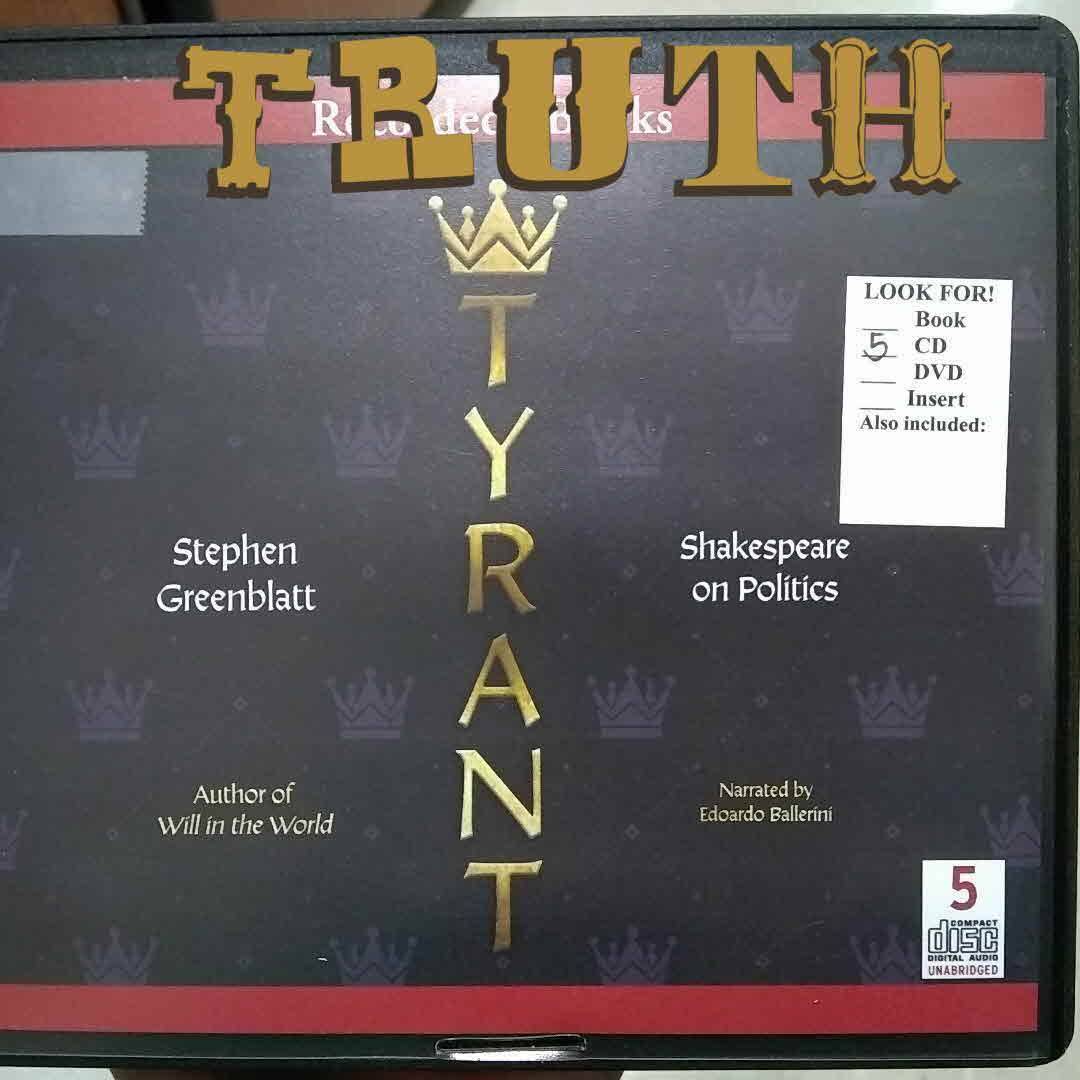 TRUTH
T
Y
R
A
N
T
LOOK FOR!
Book
5 CD
DVD
Insert
Also included:
Stephen
Greenblatt
Shakespeare
on Politics
Author of
Will in the World
Narrated by
Edoardo Ballerini
5
COMPACT
disc
DIGITAL AUDIO
UNABRIDGED